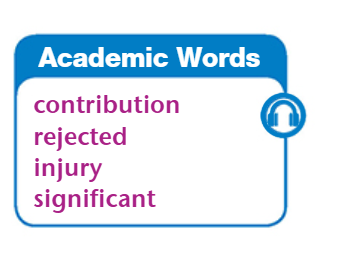 Academic Words
contribution
rejected
injury
significant